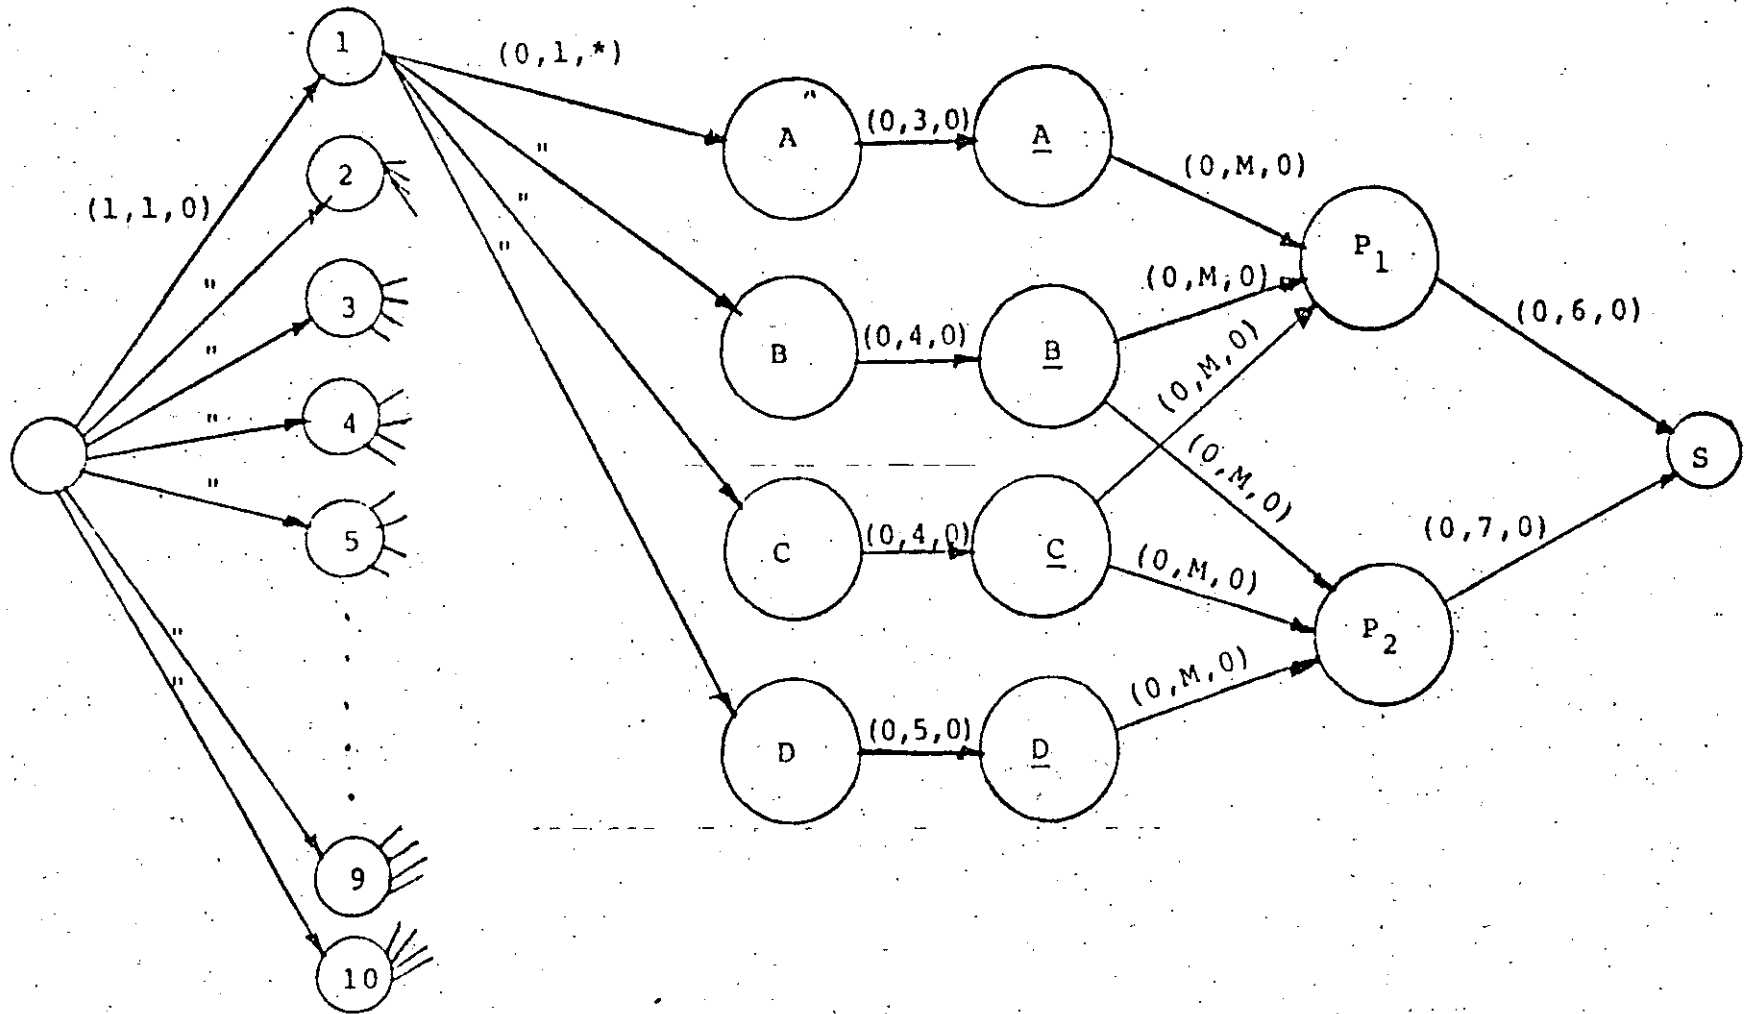 1
(0,1,*)
A
"
(0,3,0)
A
(0,M,0)
2
"
(1,1,0)
"
"
P1
"
3
(0,M,0)
(0,6,0)
"
B
(0,4,0)
B
(0,M,0)
"
4
(0,M,0)
S
"
5
C
(0,4,0)
C
(0,M,0)
(0,7,0)
"
P2
"
(0,M,0)
D
(0,5,0)
D
9
10